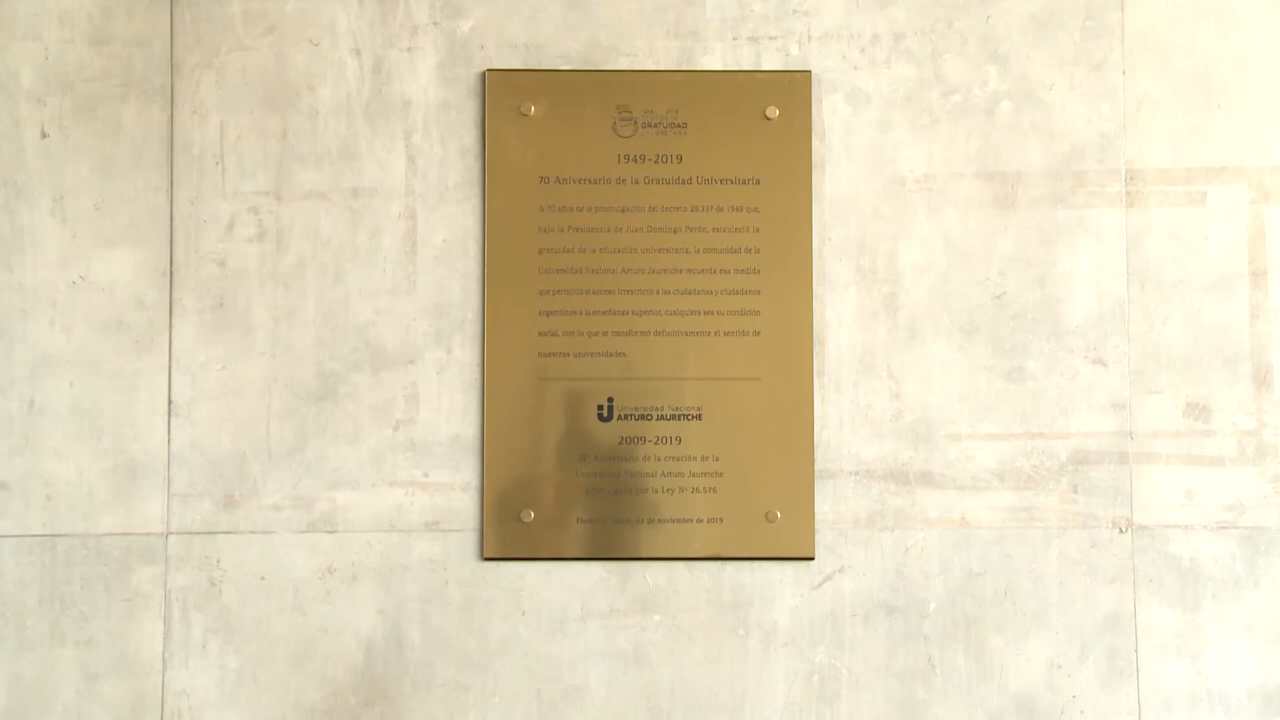 GRATUIDAD
1949-2019
70 Aniversario de la Gratuidad Universitaria
A 70 años de la promulgación del decreto 29.337 de 1949 que,
bajo la Presidencia de Juan Domingo Perón, estableció la
gratuidad de la educación universitaria, la comunidad de la
Universidad Nacional Arturo Jauretche recuerda esa medida
que permitió el acceso irrestricto a las ciudadanas y ciudadanos
argentinos a la enseñanza superior, cualquiera sea su condición
social, con lo que se transformó definitivamente el sentido de
nuestras universidades.
Universidad Nacional
ARTURO JAURETCHE
2009-2019
Aniversario de la creación de la
Universidad Nacional Arturo Jauretche
por la Ley Nº 26.576
de noviembre de 2019